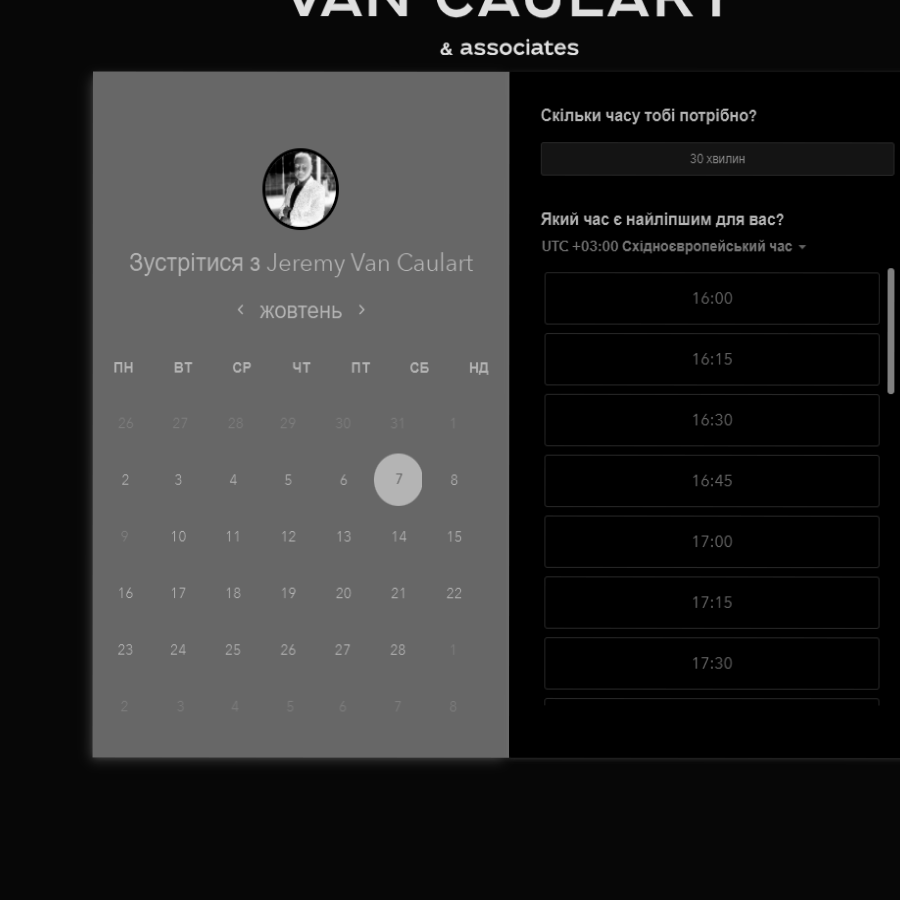 VAN CAULART
& associates
Зустрітися з Jeremy Van Caulart
жовтень
ПН ВТ СР ЧТ ПТ СБ НД
26 27 28 29 30 31 1
2 3 4 5 6 7 8
9 10 11 12 13 14 15
16 17 18 19 20 21 22
23 24 25 26 27 28 1
2 3 4 5 6 7 8
Скільки часу тобі потрібно?
30 хвилин
Який час є найліпшим для вас?
UTC +03:00 Східноєвропейський час
16:00
16:15
16:30
16:45
17:00
17:15
17:30